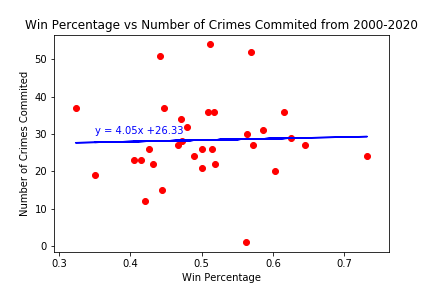 Win Percentage vs Number of Crimes Commited from 2000-2020
Number of Crimes Commited
50
40
30
20
10
0
y = 4.05x +26.33
0.3 0.4 0.5 0.6 0.7
Win Percentage